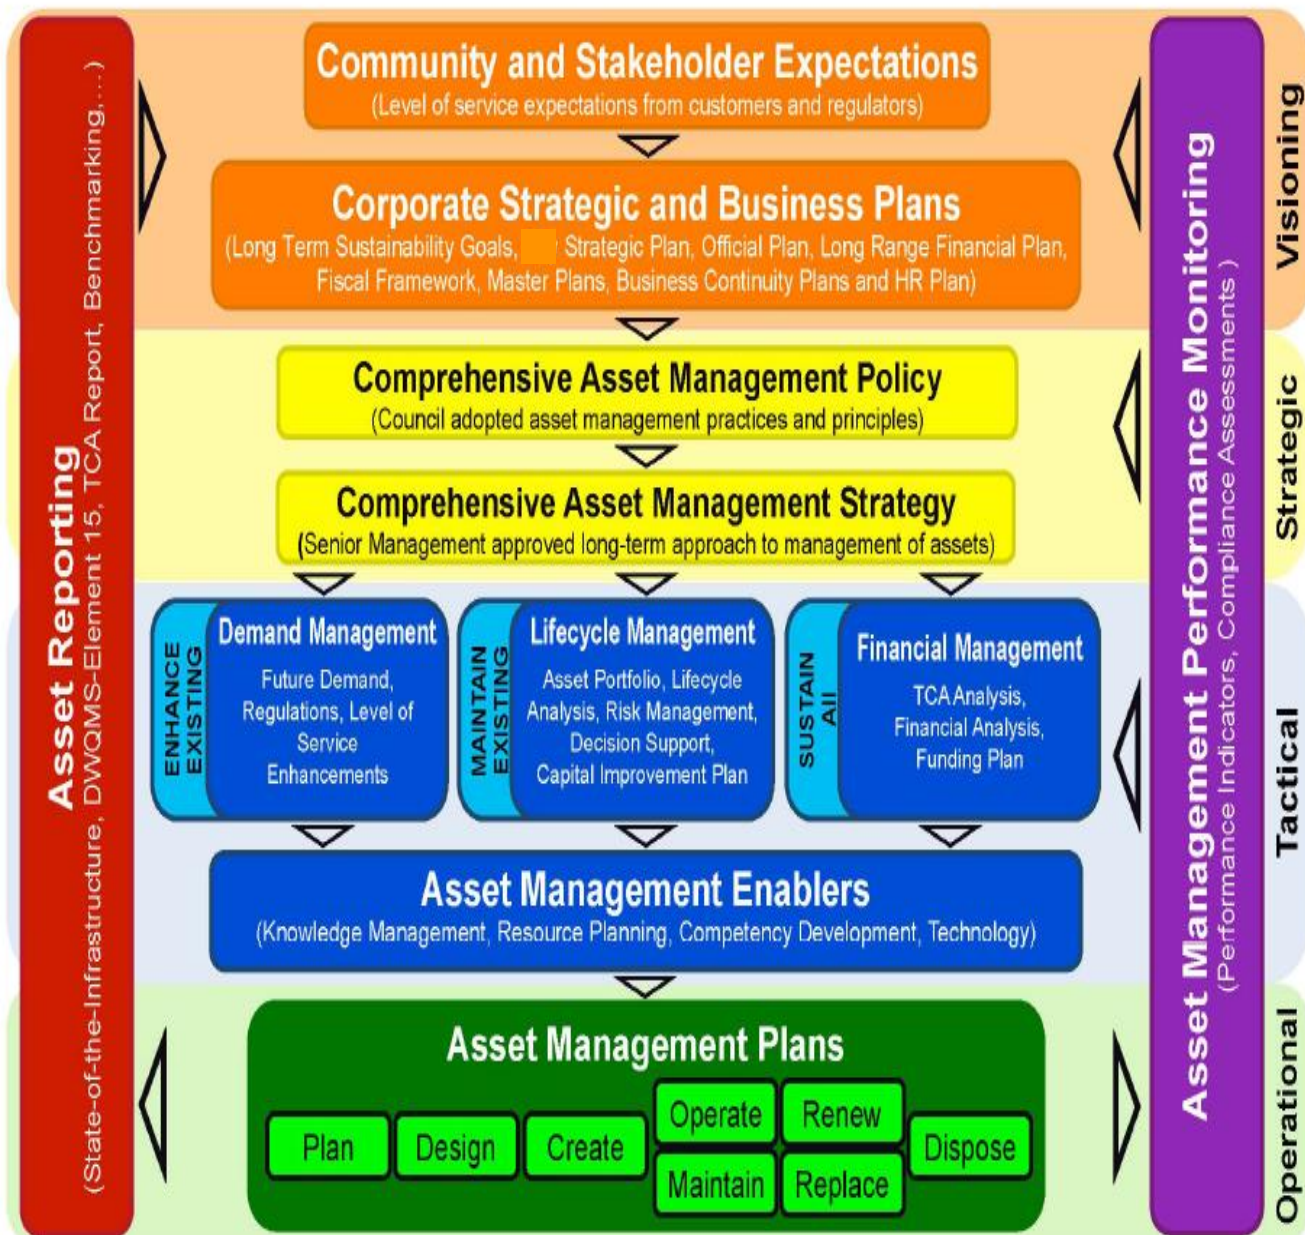 Asset Reporting
(State-of-the-Infrastructure, DWQMS-Element 15, TCA Report, Benchmarking,...)
Community and Stakeholder Expectations
(Level of service expectations from customers and regulators)
Corporate Strategic and Business Plans
(Long Term Sustainability Goals, Strategic Plan, Official Plan, Long Range Financial Plan,
Fiscal Framework, Master Plans, Business Continuity Plans and HR Plan)
Comprehensive Asset Management Policy
(Council adopted asset management practices and principles)
Comprehensive Asset Management Strategy
(Senior Management approved long-term approach to management of assets)
ENHANCE
EXISTING
Demand Management
Future Demand,
Regulations, Level of
Service
Enhancements
MAINTAIN
EXISTING
Lifecycle Management
Asset Portfolio, Lifecycle
Analysis, Risk Management,
Decision Support,
Capital Improvement Plan
SUSTAIN
All
Financial Management
TCA Analysis,
Financial Analysis,
Funding Plan
Asset Management Enablers
(Knowledge Management, Resource Planning, Competency Development, Technology)
Asset Management Plans
Plan
Design
Create
Operate
Maintain
Renew
Replace
Dispose
Asset Management Performance Monitoring
(Performance Indicators, Compliance Assessments )
Visioning
Strategic
Tactical
Operational